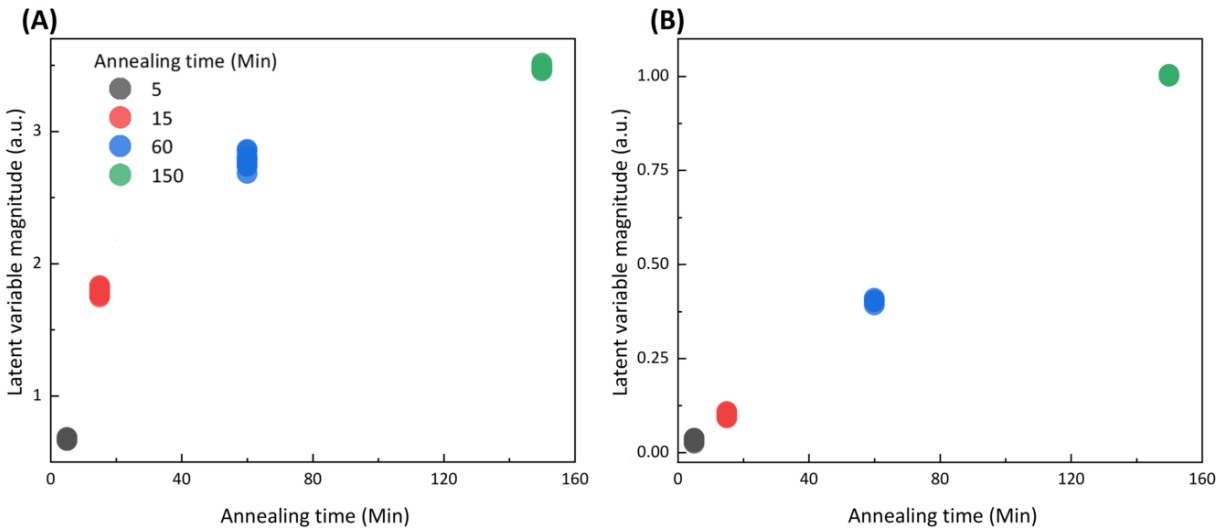 (A)
Latent variable magnitude (a.u.)
3
2
1
Annealing time (Min)
5
15
60
150
0 40 80 120 160
Annealing time (Min)
(B)
Latent variable magnitude (a.u.)
1.00
0.75
0.50
0.25
0.00
0 40 80 120 160
Annealing time (Min)